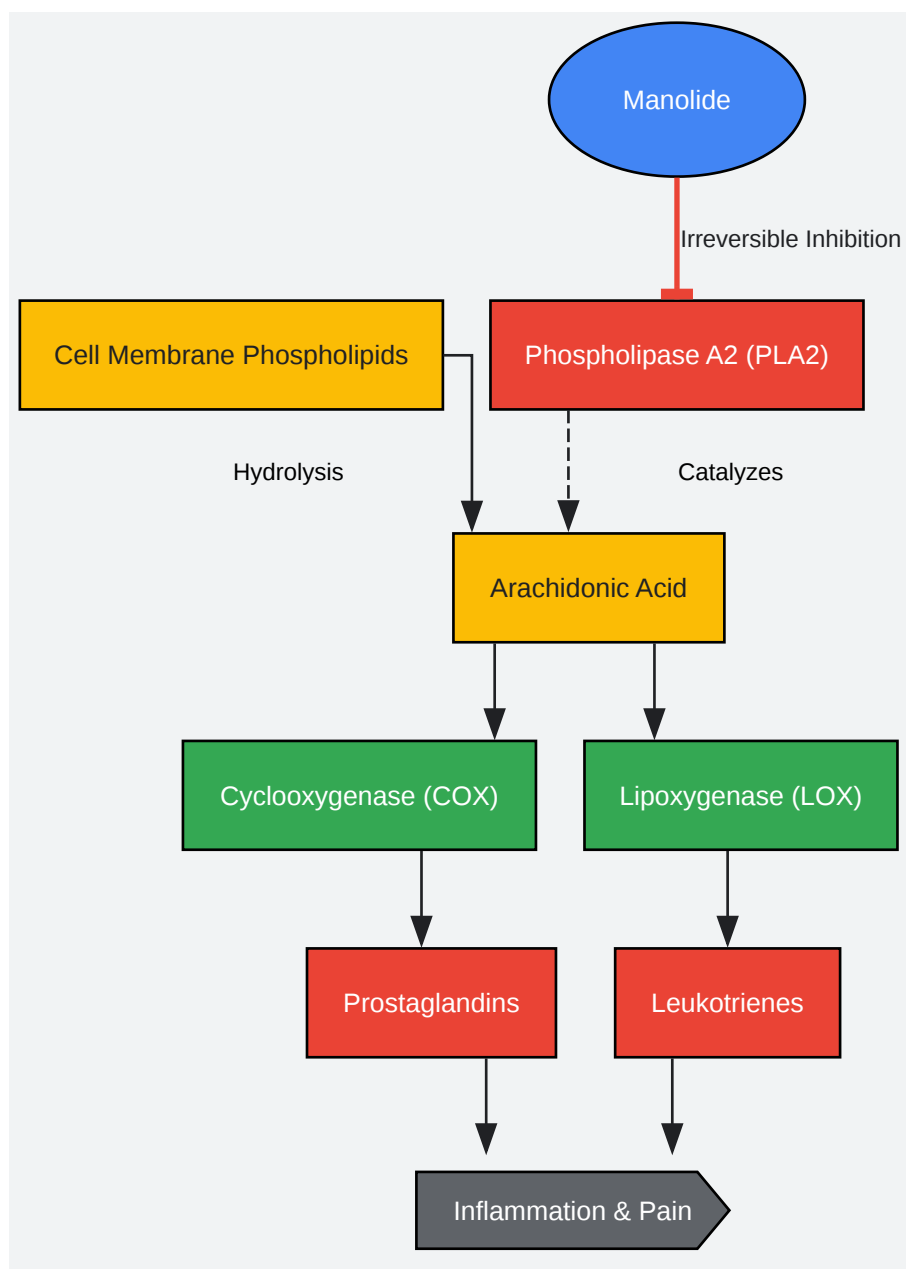 Manolide
Irreversible Inhibition
Cell Membrane Phospholipids
Phospholipase A2 (PLA2)
Hydrolysis
Catalyzes
Arachidonic Acid
Cyclooxygenase (COX)
Lipoxygenase (LOX)
Prostaglandins
Leukotrienes
Inflammation & Pain